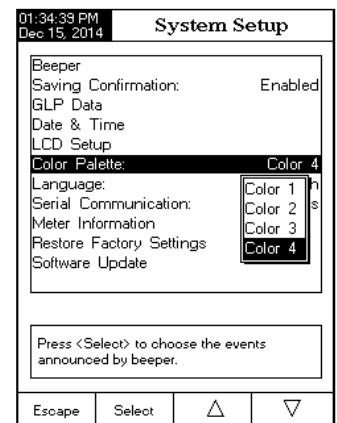 01:34:39 PM
Dec 15, 2014
System Setup
Beeper
Saving Confirmation: Enabled
GLP Data
Date & Time
LCD Setup
Color Palette: Color 4
Language: h
Serial Communication: s
Meter Information
Restore Factory Settings
Software Update
Color 1
Color 2
Color 3
Color 4
Press <Select> to choose the events
announced by beeper.
Escape Select △ ▽